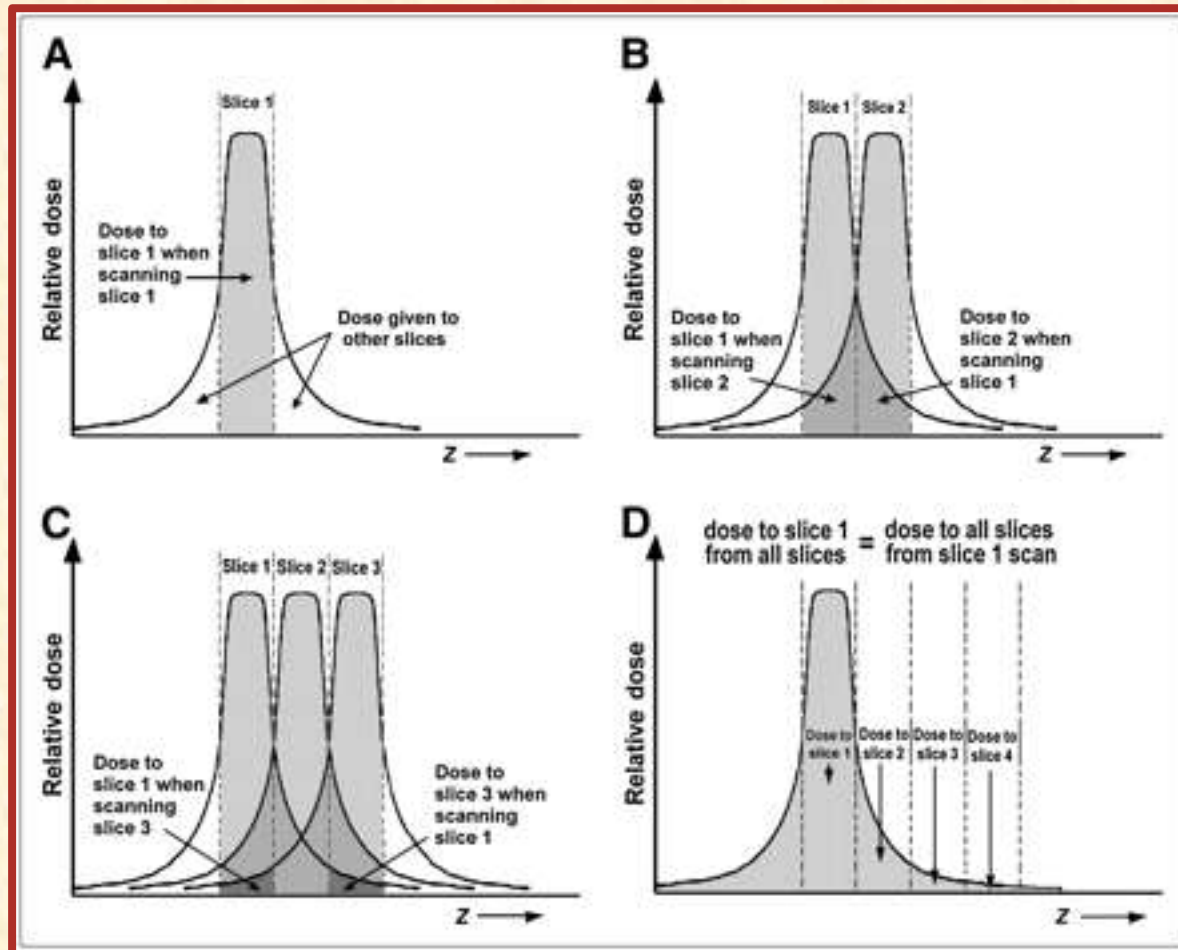 A
Relative dose
Slice 1
Dose to
slice 1 when
scanning
slice 1
Dose given to
other slices
z
B
Relative dose
Slice 1
Slice 2
Dose to
slice 1 when
scanning
slice 2
Dose to
slice 2 when
scanning
slice 1
z
C
Relative dose
Slice 1
Slice 2
Slice 3
Dose to
slice 1 when
scanning
slice 3
Dose to
slice 3 when
scanning
slice 1
z
D
dose to slice 1
from all slices
=
dose to all slices
from slice 1 scan
Relative dose
Dose to
slice 1
Dose to
slice 2
Dose to
slice 3
Dose to
slice 4
z